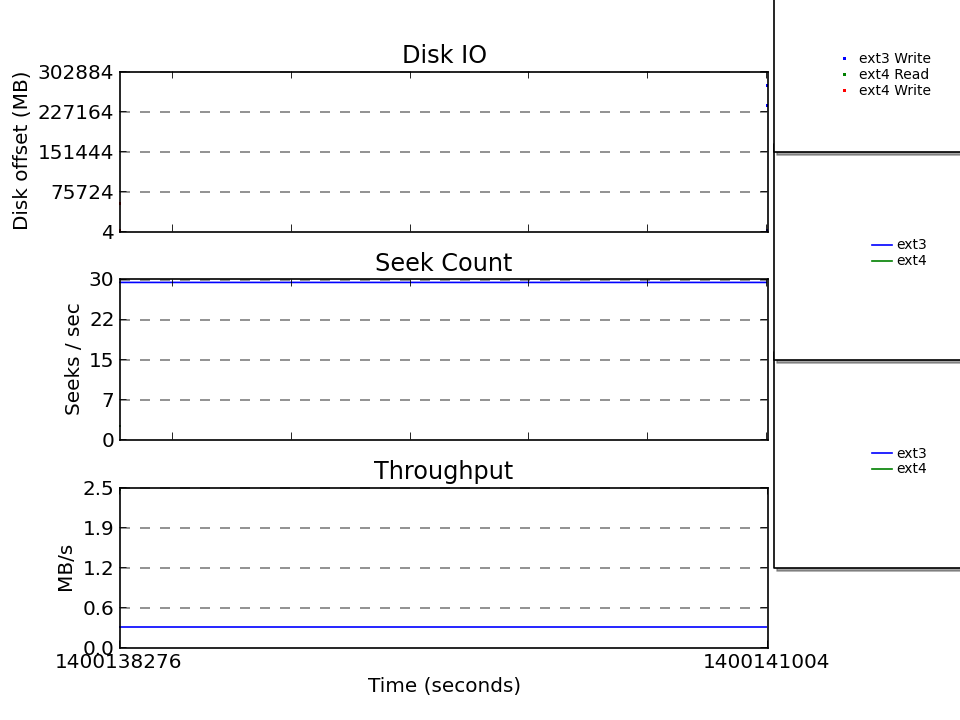 Disk IO
302884
227164
151444
75724
4
Disk offset (MB)
ext3 Write
ext4 Read
ext4 Write
Seek Count
30
22
15
7
0
Seeks / sec
ext3
ext4
Throughput
2.5
1.9
1.2
0.6
0.0
MB/s
ext3
ext4
1400138276
1400141004
Time (seconds)